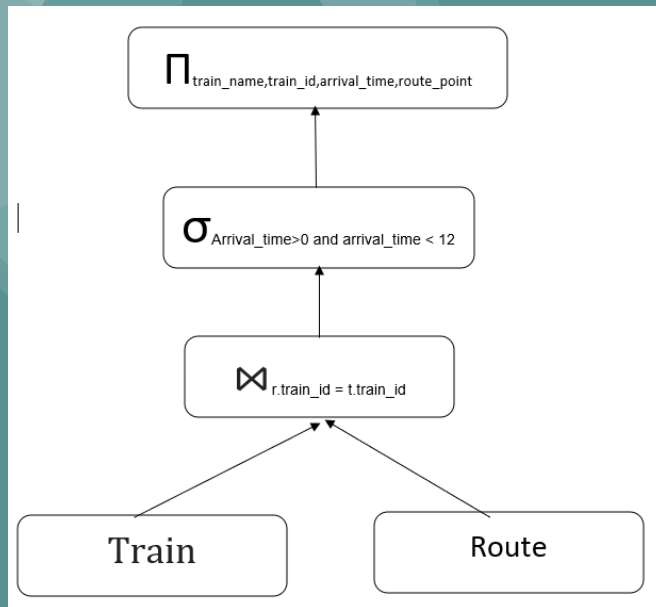 ∏ train_name,train_id,arrival_time,route_point
σ Arrival_time>0 and arrival_time < 12
⋈ r.train_id = t.train_id
Train
Route